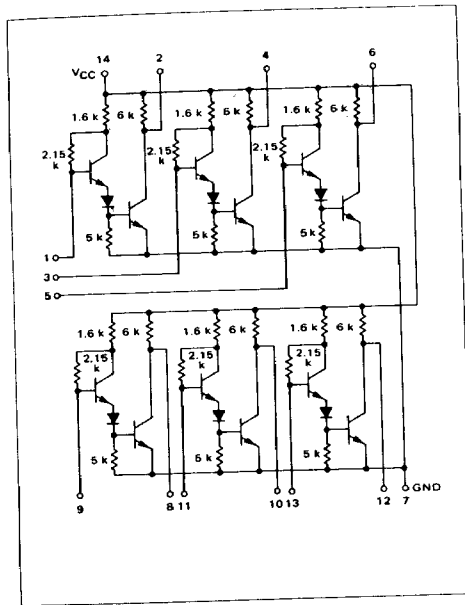 14 2 4 6
VCC
1.6 k 6 k 1.6 k 6 k 1.6 k 6 k
2.15 k 2.15 k 2.15 k
5 k 5 k 5 k
1
3
5
1.6 k 6 k 1.6 k 6 k 1.6 k 6 k
2.15 k 2.15 k 2.15 k
5 k 5 k 5 k
9 8 11 10 13 12 7 GND